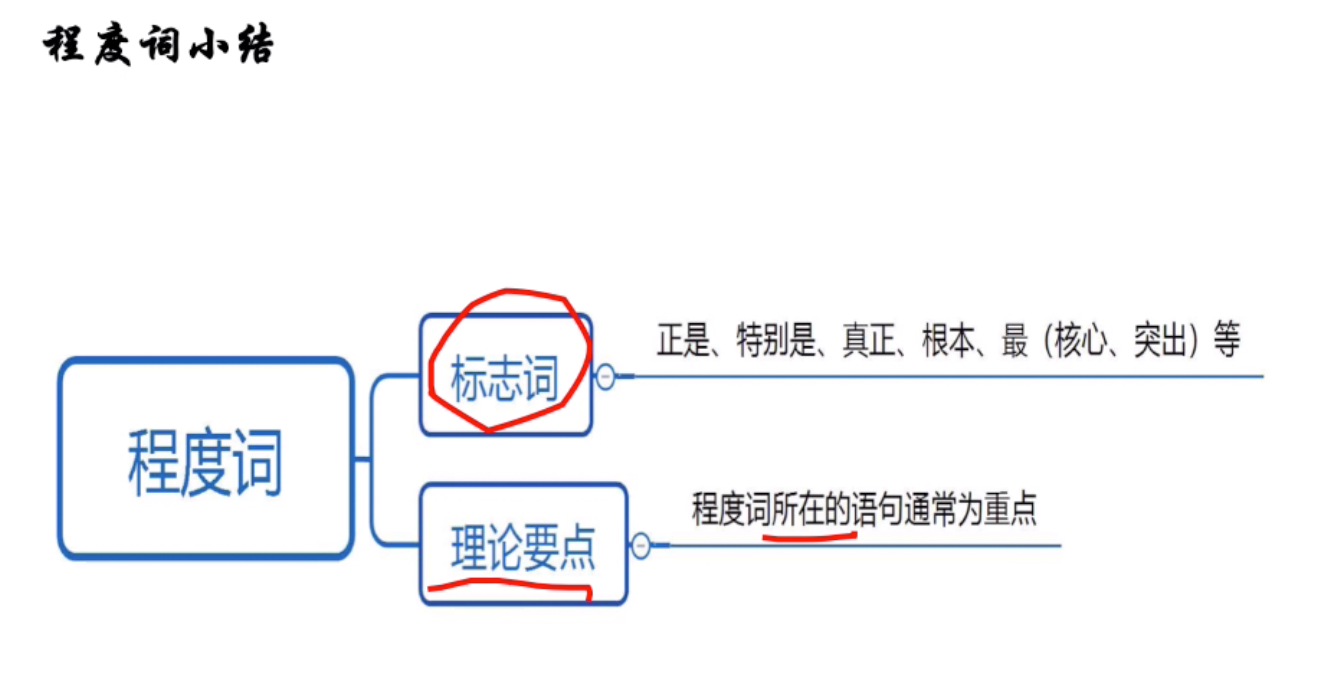 程度词小结
程度词
标志词
正是、特别是、真正、根本、最（核心、突出）等
理论要点
程度词所在的语句通常为重点